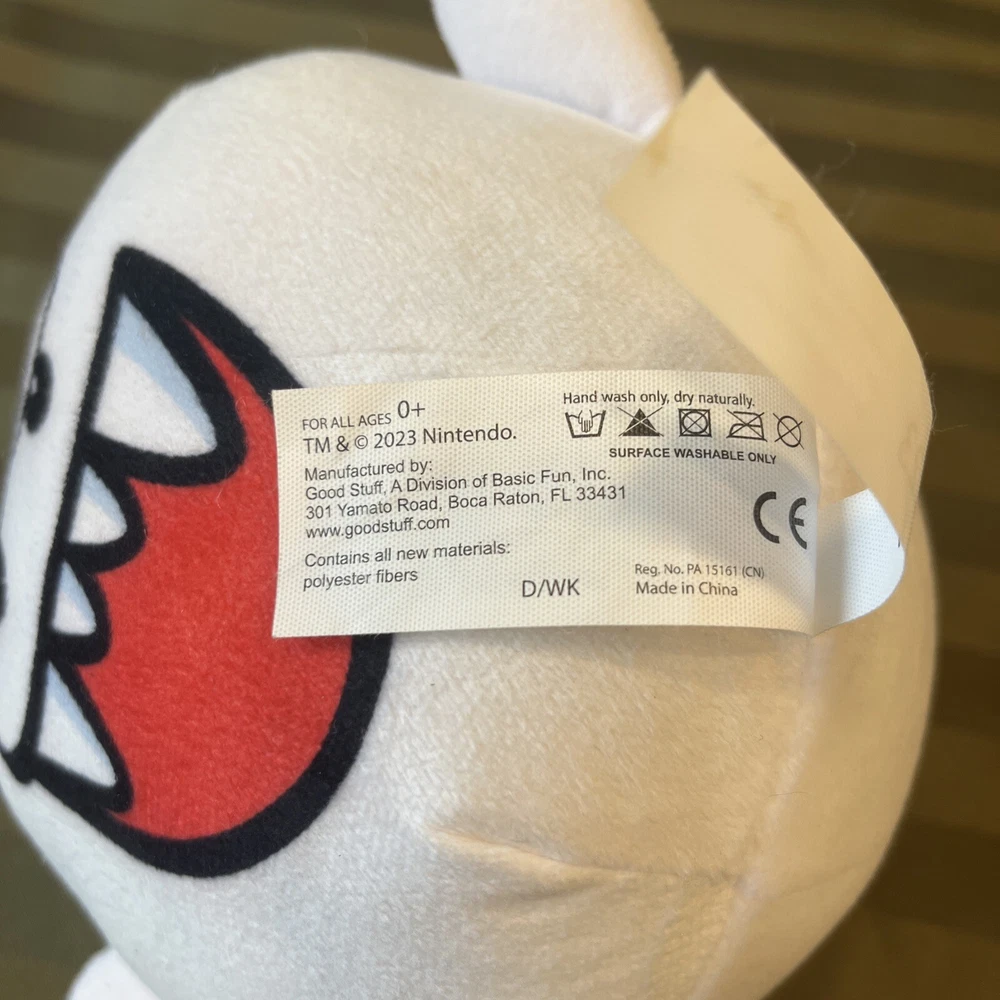 FOR ALL AGES 0+
TM & © 2023 Nintendo.
Manufactured by:
Good Stuff, A Division of Basic Fun, Inc.
301 Yamato Road, Boca Raton, FL 33431
www.goodstuff.com
Contains all new materials:
polyester fibers
D/WK
Hand wash only, dry naturally.
SURFACE WASHABLE ONLY
CE
Reg. No. PA 15161 (CN)
Made in China